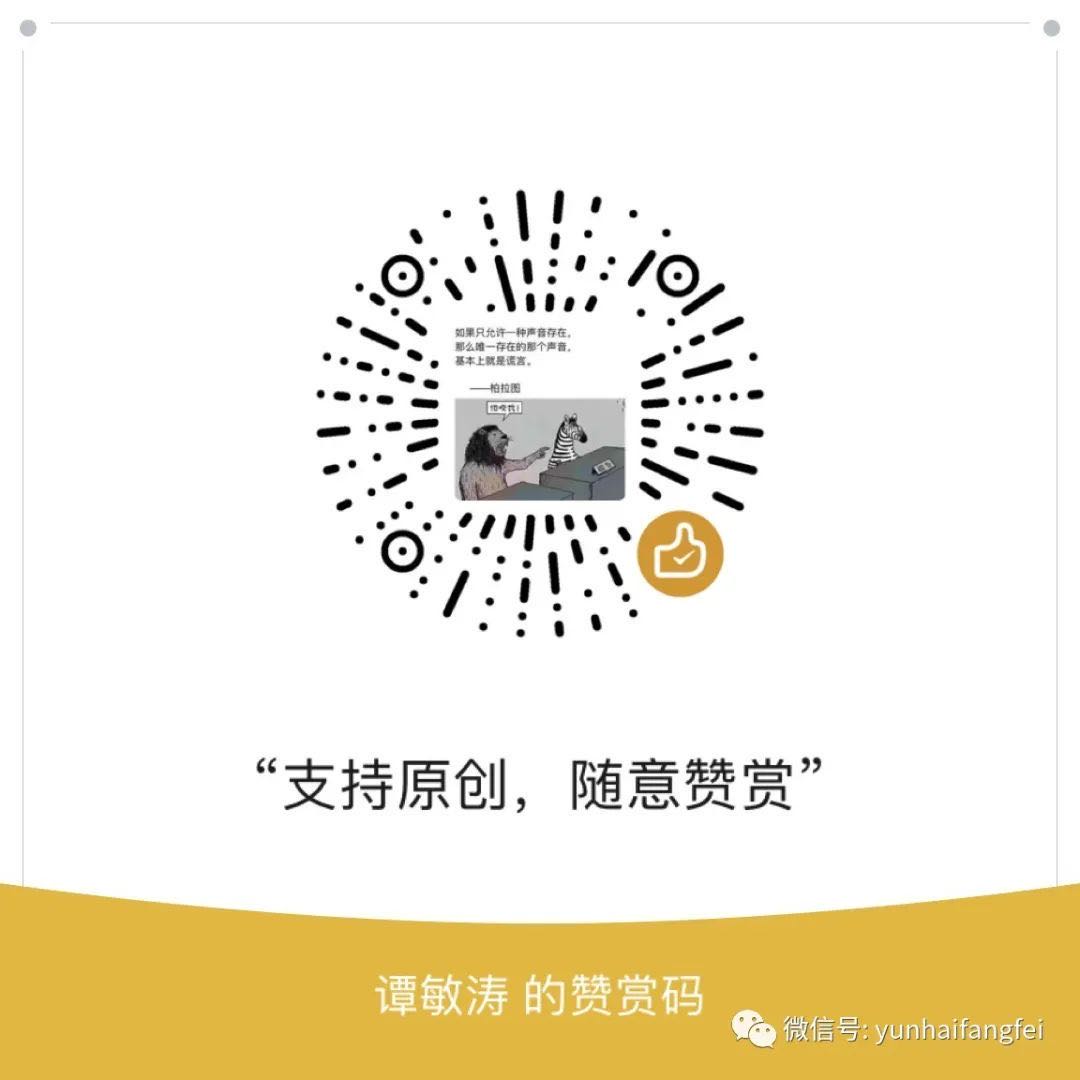 如果只允许一种声音存在，
那么唯一存在的那个声音，
基本上就是谎言。
——柏拉图
“支持原创，随意赞赏”
谭敏涛 的赞赏码
微信号: yunhaifangfei